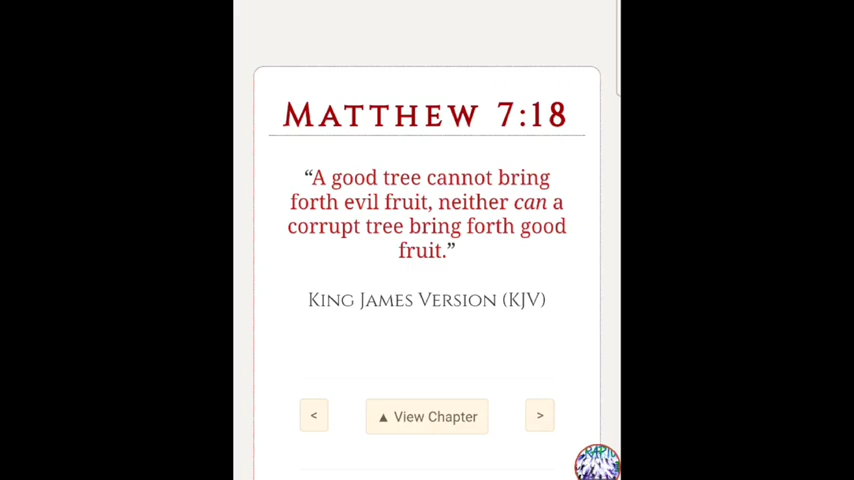 MATTHEW 7:18
“A good tree cannot bring
forth evil fruit, neither can a
corrupt tree bring forth good
fruit.”
KING JAMES VERSION (KJV)
<
▲ View Chapter
>